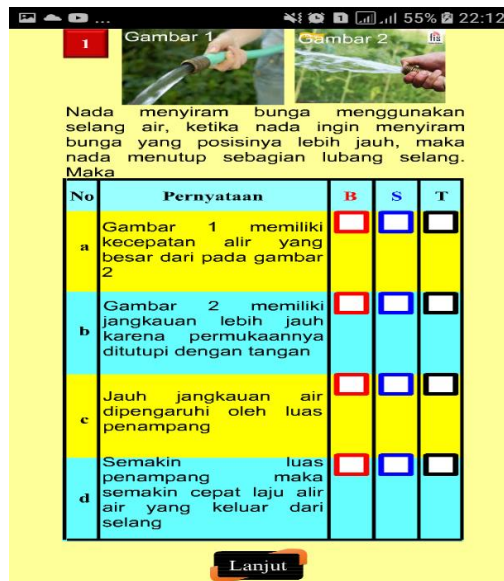 ... 55% 22:12
1 Gambar 1 Gambar 2
Nada menyiram bunga menggunakan
selang air, ketika nada ingin menyiram
bunga yang posisinya lebih jauh, maka
nada menutup sebagian lubang selang.
Maka
No Pernyataan B S T
a Gambar 1 memiliki
kecepatan alir yang
besar dari pada gambar
2
b Gambar 2 memiliki
jangkauan lebih jauh
karena permukaannya
ditutupi dengan tangan
c Jauh jangkauan air
dipengaruhi oleh luas
penampang
d Semakin luas
penampang maka
semakin cepat laju alir
air yang keluar dari
selang
Lanjut